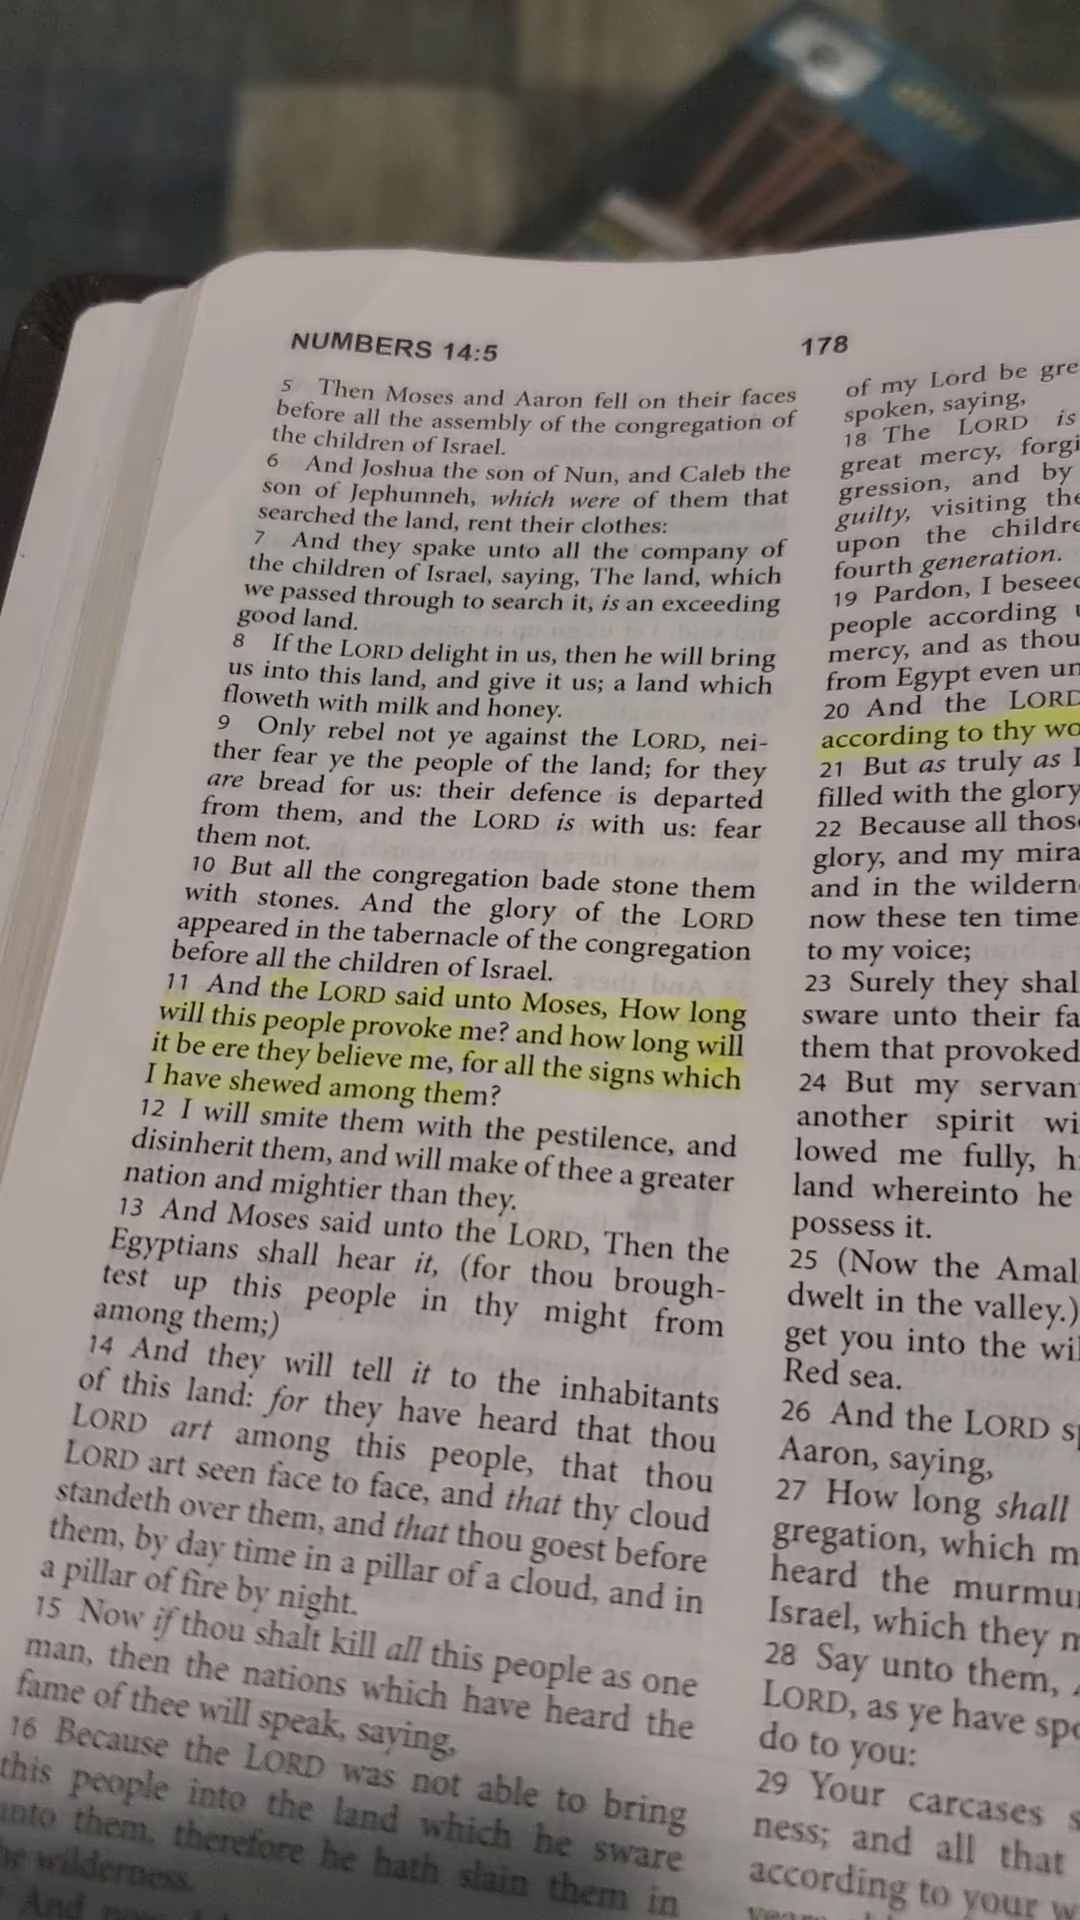 NUMBERS 14:5
178
5 Then Moses and Aaron fell on their faces
before all the assembly of the congregation of
the children of Israel.
6 And Joshua the son of Nun, and Caleb the
son of Jephunneh, which were of them that
searched the land, rent their clothes:
7 And they spake unto all the company of
the children of Israel, saying, The land, which
we passed through to search it, is an exceeding
good land.
8 If the LORD delight in us, then he will bring
us into this land, and give it us; a land which
floweth with milk and honey.
9 Only rebel not ye against the LORD, nei-
ther fear ye the people of the land; for they
are bread for us: their defence is departed
from them, and the LORD is with us: fear
them not.
10 But all the congregation bade stone them
with stones. And the glory of the LORD
appeared in the tabernacle of the congregation
before all the children of Israel.
11 And the LORD said unto Moses, How long
will this people provoke me? and how long will
it be ere they believe me, for all the signs which
I have shewed among them?
12 I will smite them with the pestilence, and
disinherit them, and will make of thee a greater
nation and mightier than they.
13 And Moses said unto the LORD, Then the
Egyptians shall hear it, (for thou brough-
test up this people in thy might from
among them;)
14 And they will tell it to the inhabitants
of this land: for they have heard that thou
LORD art among this people, that thou
LORD art seen face to face, and that thy cloud
standeth over them, and that thou goest before
them, by day time in a pillar of a cloud, and in
a pillar of fire by night.
15 Now if thou shalt kill all this people as one
man, then the nations which have heard the
fame of thee will speak, saying,
16 Because the LORD was not able to bring
this people into the land which he sware
unto them, therefore he hath slain them in
he wilderness.
And now
of my Lord be gre
spoken, saying,
18 The LORD is
great mercy, forgi
gression, and by
guilty, visiting the
upon the childre
fourth generation.
19 Pardon, I beseec
people according u
mercy, and as thou
from Egypt even un
20 And the LORD
according to thy wo
21 But as truly as I
filled with the glory
22 Because all thos
glory, and my mira
and in the wildern
now these ten time
to my voice;
23 Surely they shal
sware unto their fa
them that provoked
24 But my servan
another spirit wi
lowed me fully, h
land whereinto he
possess it.
25 (Now the Amal
dwelt in the valley.)
get you into the wil
Red sea.
26 And the LORD sp
Aaron, saying,
27 How long shall
gregation, which m
heard the murmu
Israel, which they m
28 Say unto them,
LORD, as ye have spo
do to you:
29 Your carcases s
ness; and all that
according to your w